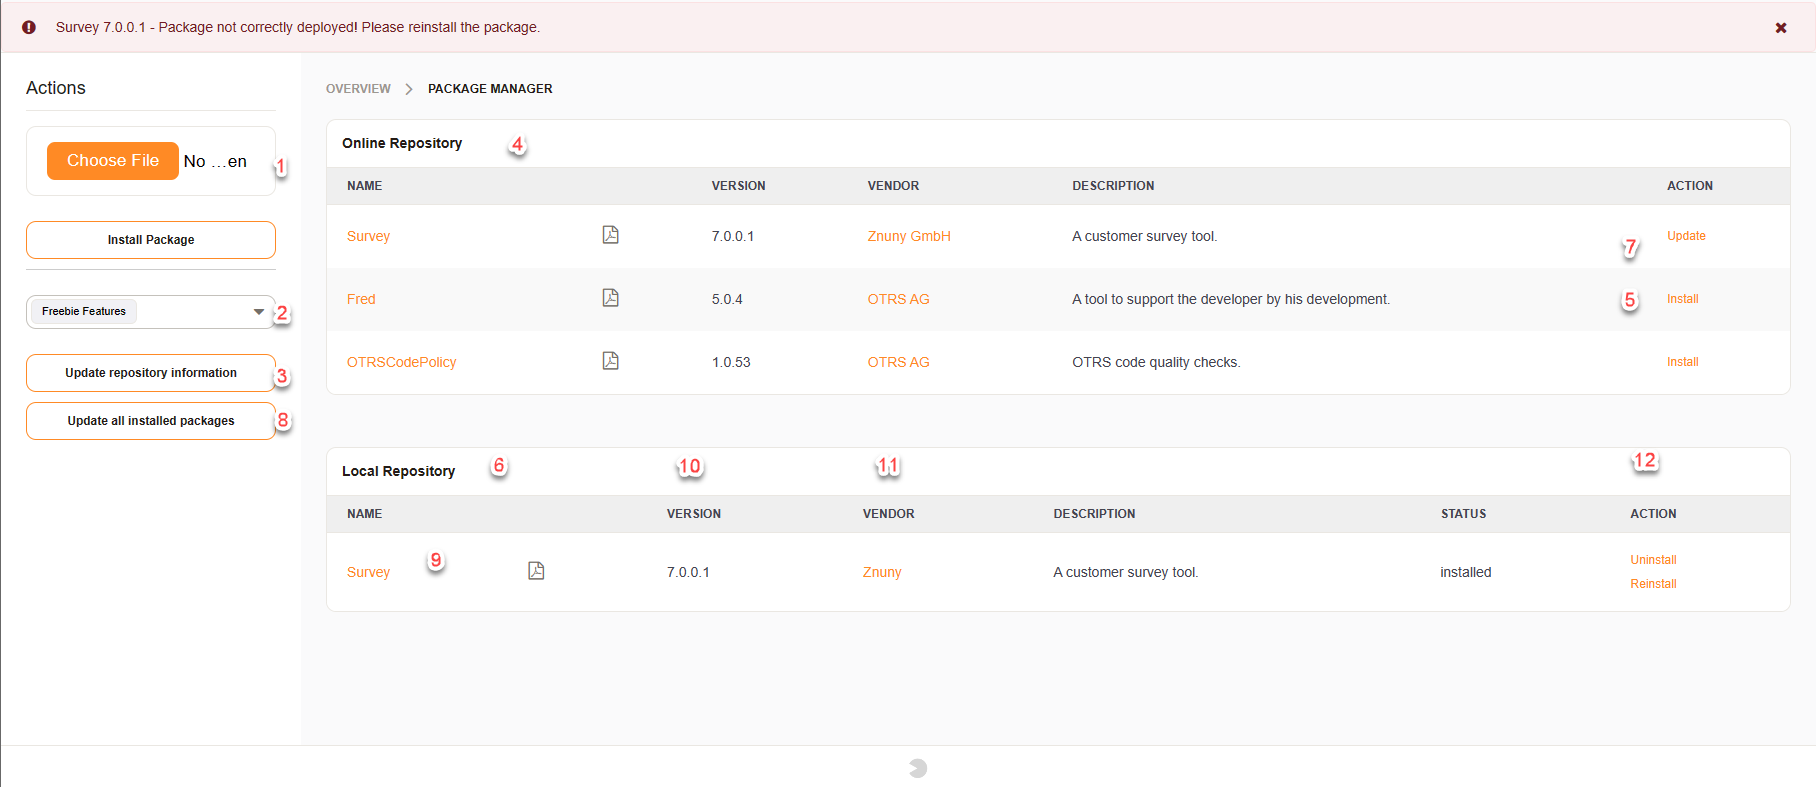 Survey 7.0.0.1 - Package not correctly deployed! Please reinstall the package.
Actions
Choose File No ...en 1
Install Package
Freebie Features 2
Update repository information 3
Update all installed packages 8
OVERVIEW PACKAGE MANAGER
Online Repository 4
NAME VERSION VENDOR DESCRIPTION ACTION
Survey 7.0.0.1 Znuny GmbH A customer survey tool. 7 Update
Fred 5.0.4 OTRS AG A tool to support the developer by his development. 5 Install
OTRSCodePolicy 1.0.53 OTRS AG OTRS code quality checks. Install
Local Repository 6 10 11 12
NAME VERSION VENDOR DESCRIPTION STATUS ACTION
Survey 9 7.0.0.1 Znuny A customer survey tool. installed Uninstall
Reinstall